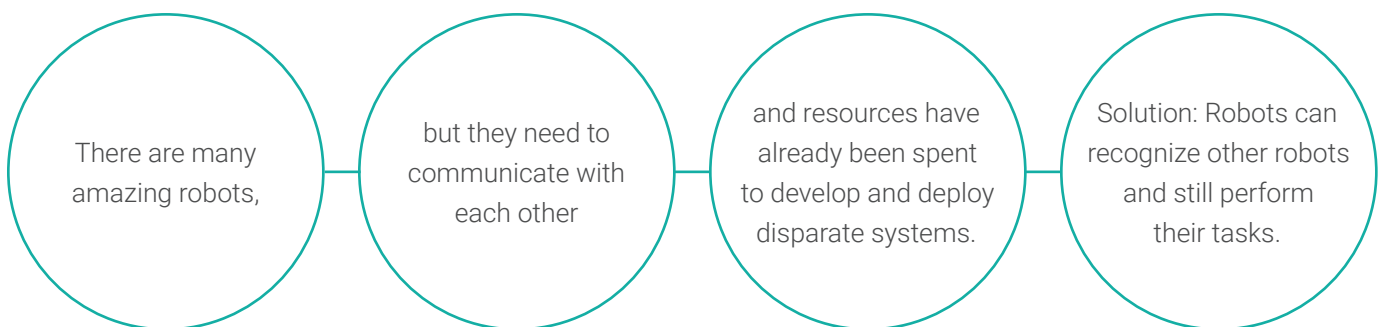 There are many
amazing robots,
but they need to
communicate with
each other
and resources have
already been spent
to develop and deploy
disparate systems.
Solution: Robots can
recognize other robots
and still perform
their tasks.